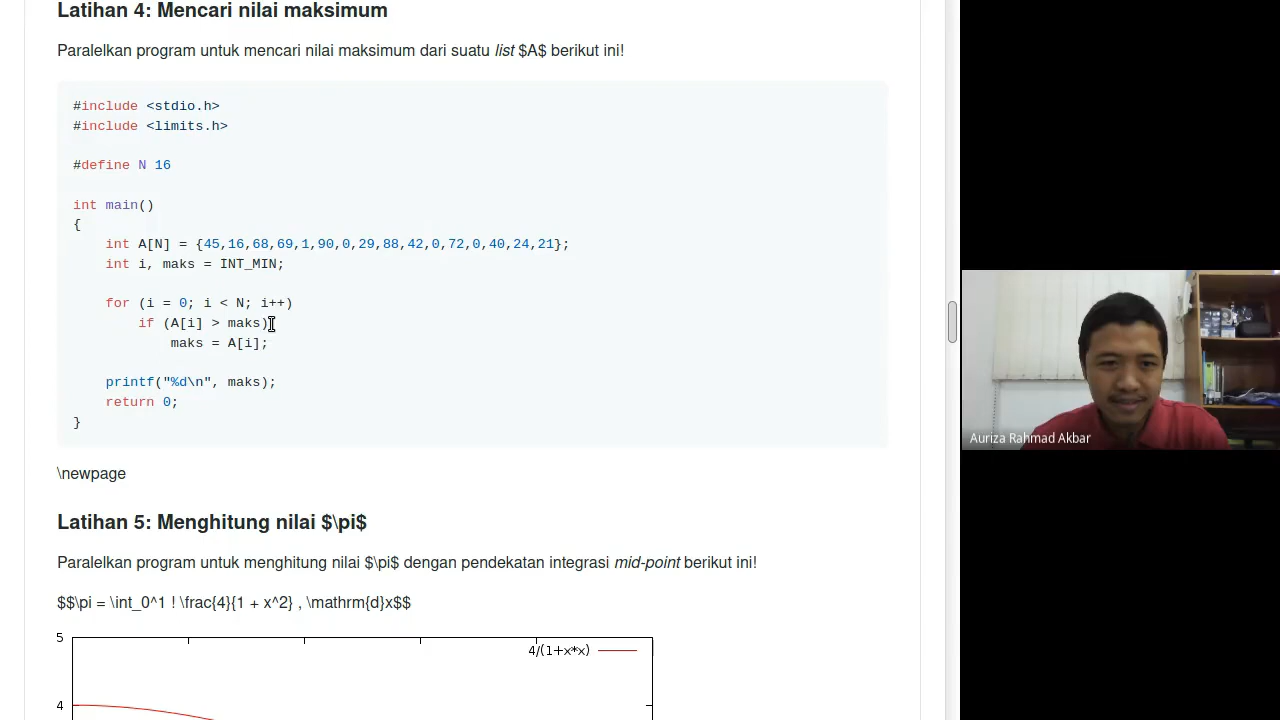 Latihan 4: Mencari nilai maksimum
Paralelkan program untuk mencari nilai maksimum dari suatu list $A$ berikut ini!
#include <stdio.h>
#include <limits.h>
#define N 16
int main()
{
int A[N] = {45,16,68,69,1,90,0,29,88,42,0,72,0,40,24,21};
int i, maks = INT_MIN;
for (i = 0; i < N; i++)
if (A[i] > maks)
maks = A[i];
printf("%d\n", maks);
return 0;
}
\newpage
Latihan 5: Menghitung nilai $\pi$
Paralelkan program untuk menghitung nilai $\pi$ dengan pendekatan integrasi mid-point berikut ini!
$$\pi = \int_0^1 ! \frac{4}{1 + x^2} , \mathrm{d}x$$
5
4/(1+x*x)
4
Auriza Rahmad Akbar